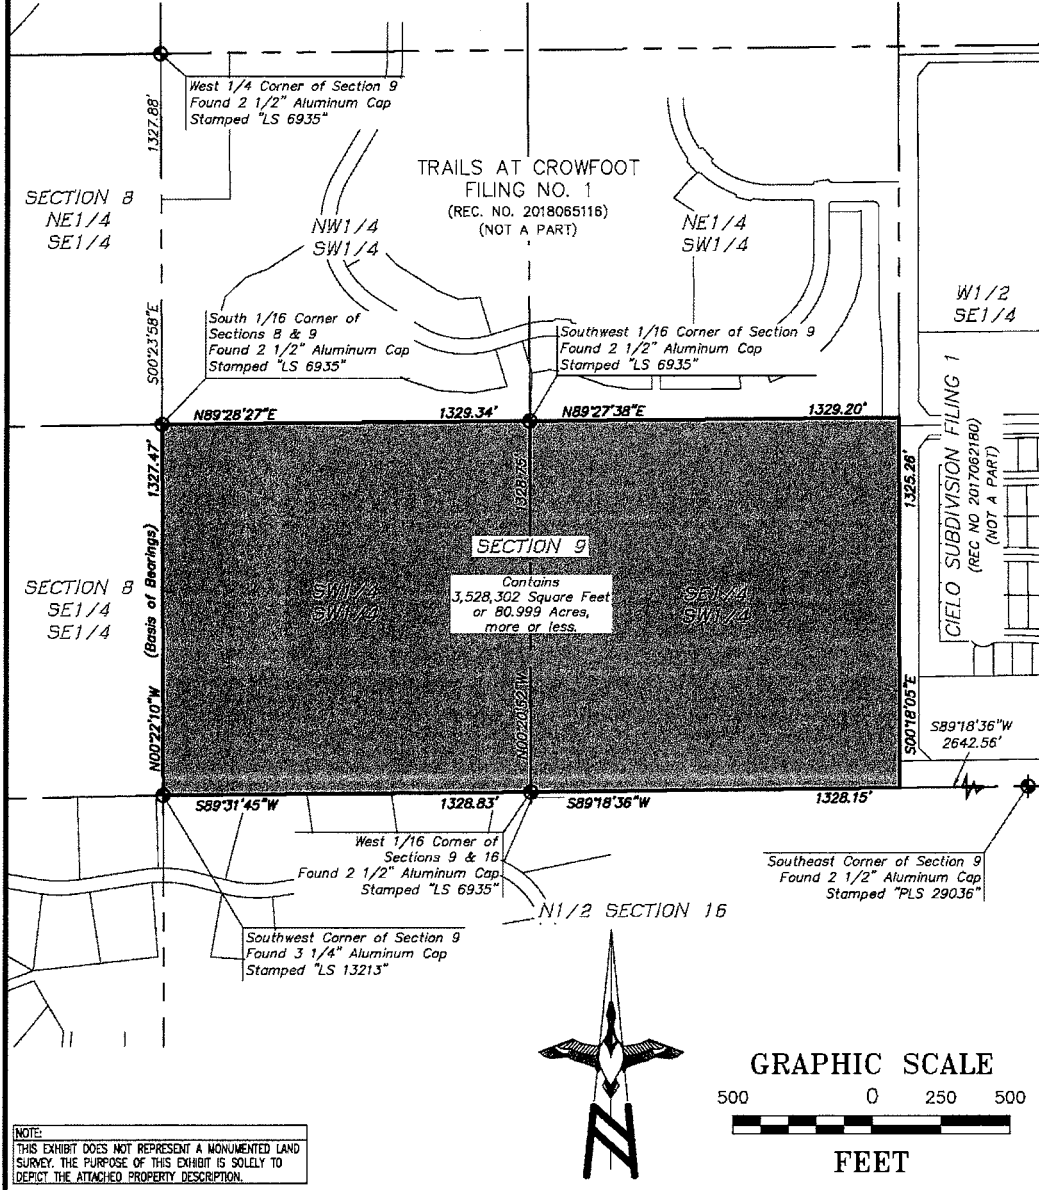 West 1/4 Corner of Section 9
Found 2 1/2" Aluminum Cap
Stamped "LS 6935"
1327.88'
TRAILS AT CROWFOOT
FILING NO. 1
(REC. NO. 2018065116)
(NOT A PART)
SECTION 8
NE1/4
SE1/4
NW1/4
SW1/4
NE1/4
SW1/4
W1/2
SE1/4
S00°23'58"E
South 1/16 Corner of
Sections 8 & 9
Found 2 1/2" Aluminum Cap
Stamped "LS 6935"
Southwest 1/16 Corner of Section 9
Found 2 1/2" Aluminum Cap
Stamped "LS 6935"
N89°28'27"E
1329.34'
N89°27'38"E
1329.20'
1327.47'
(Basis of Bearings)
N00°22'10"W
1325.26'
S00°18'05"E
CIELO SUBDIVISION FILING 1
(REC NO 2017062180)
(NOT A PART)
SECTION 9
Contains
3,528,302 Square Feet
or 80.999 Acres,
more or less.
SECTION 8
SE1/4
SE1/4
SW1/4
SW1/4
SE1/4
SW1/4
S89°18'36"W
2642.56'
S89°31'45"W
1328.83'
S89°18'36"W
1328.15'
West 1/16 Corner of
Sections 9 & 16
Found 2 1/2" Aluminum Cap
Stamped "LS 6935"
Southeast Corner of Section 9
Found 2 1/2" Aluminum Cap
Stamped "PLS 29036"
N1/2 SECTION 16
Southwest Corner of Section 9
Found 3 1/4" Aluminum Cap
Stamped "LS 13213"
N
GRAPHIC SCALE
500 0 250 500
FEET
NOTE:
THIS EXHIBIT DOES NOT REPRESENT A MONUMENTED LAND
SURVEY. THE PURPOSE OF THIS EXHIBIT IS SOLELY TO
DEPICT THE ATTACHED PROPERTY DESCRIPTION.